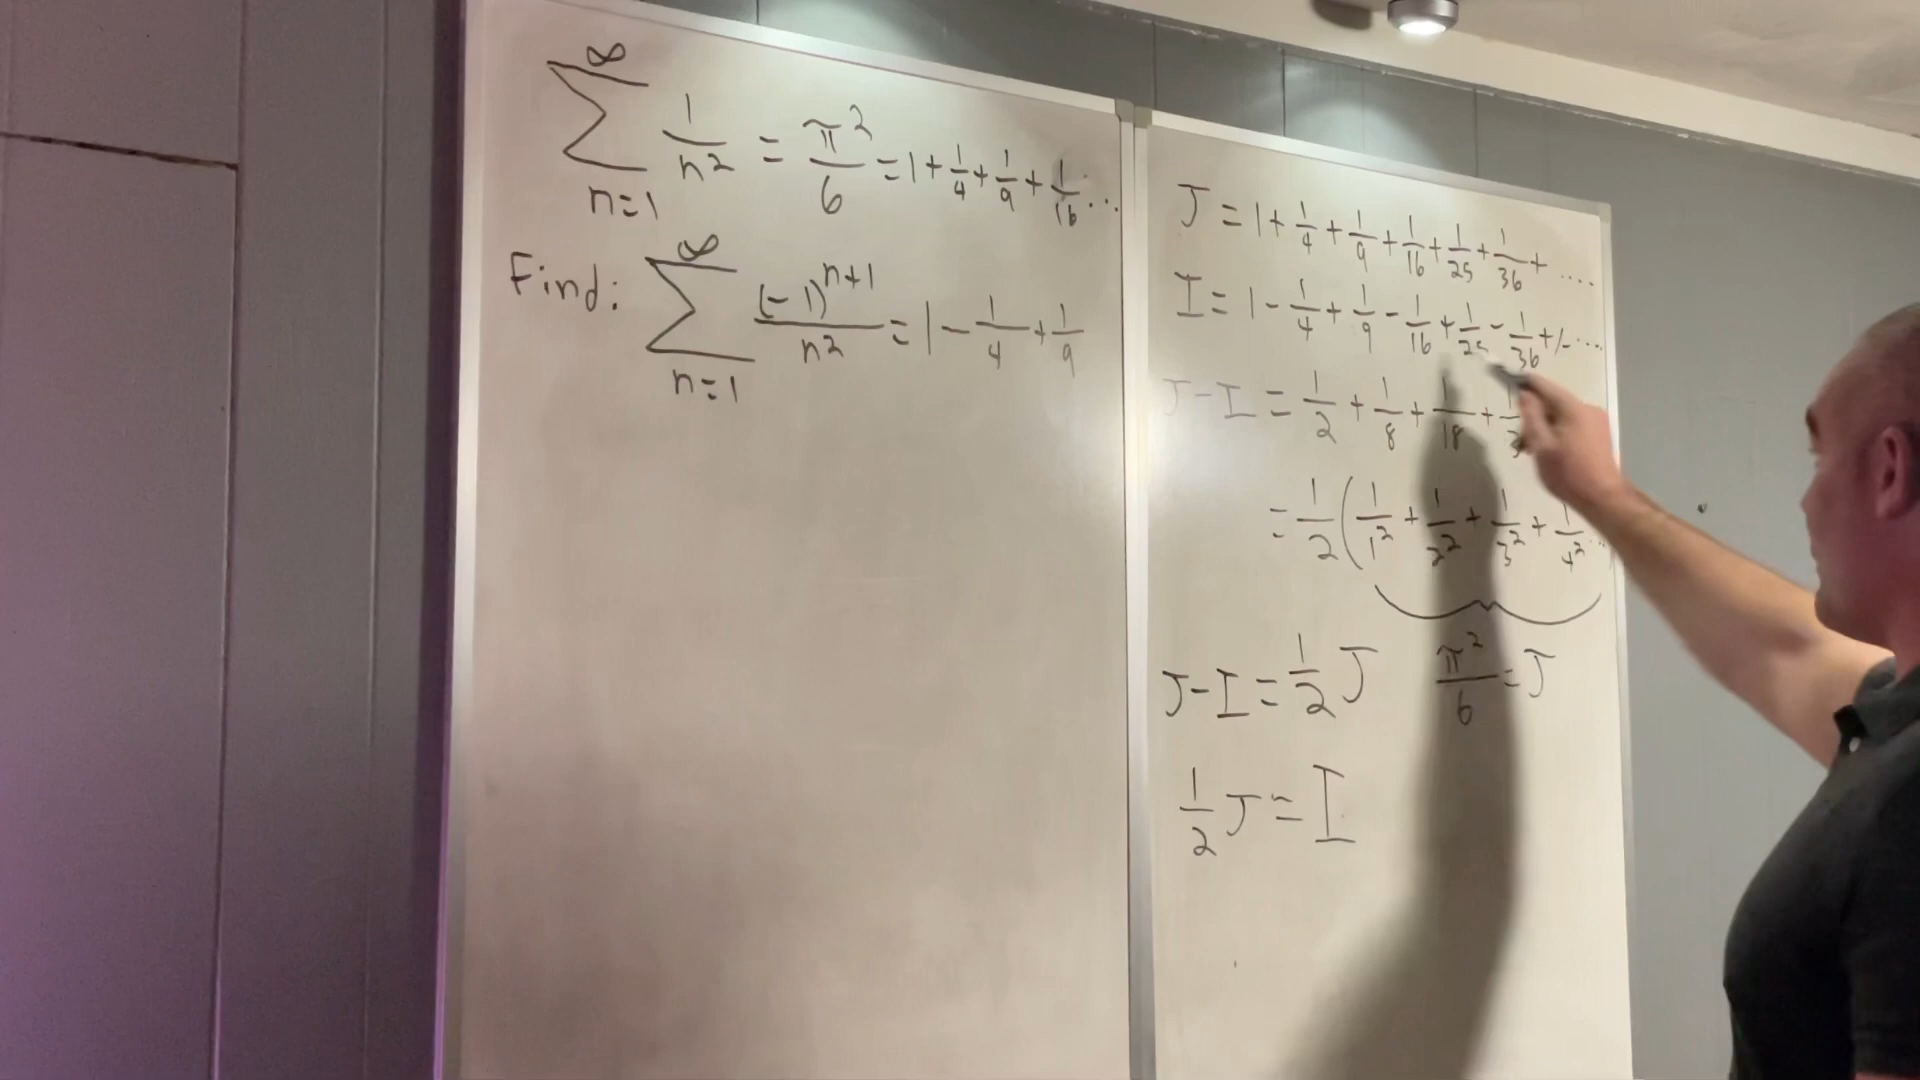 ∞
∑ 1/n² = π²/6 = 1 + 1/4 + 1/9 + 1/16 ...
n=1
Find: ∞
∑ (-1)^(n+1)/n² = 1 - 1/4 + 1/9
n=1
J = 1 + 1/4 + 1/9 + 1/16 + 1/25 + 1/36 + ....
I = 1 - 1/4 + 1/9 - 1/16 + 1/25 - 1/36 +/- ....
J-I = 1/2 + 1/8 + 1/18 +
= 1/2 ( 1/1² + 1/2² + 1/3² + 1/4² ...
J-I = 1/2 J π²/6 = J
1/2 J = I